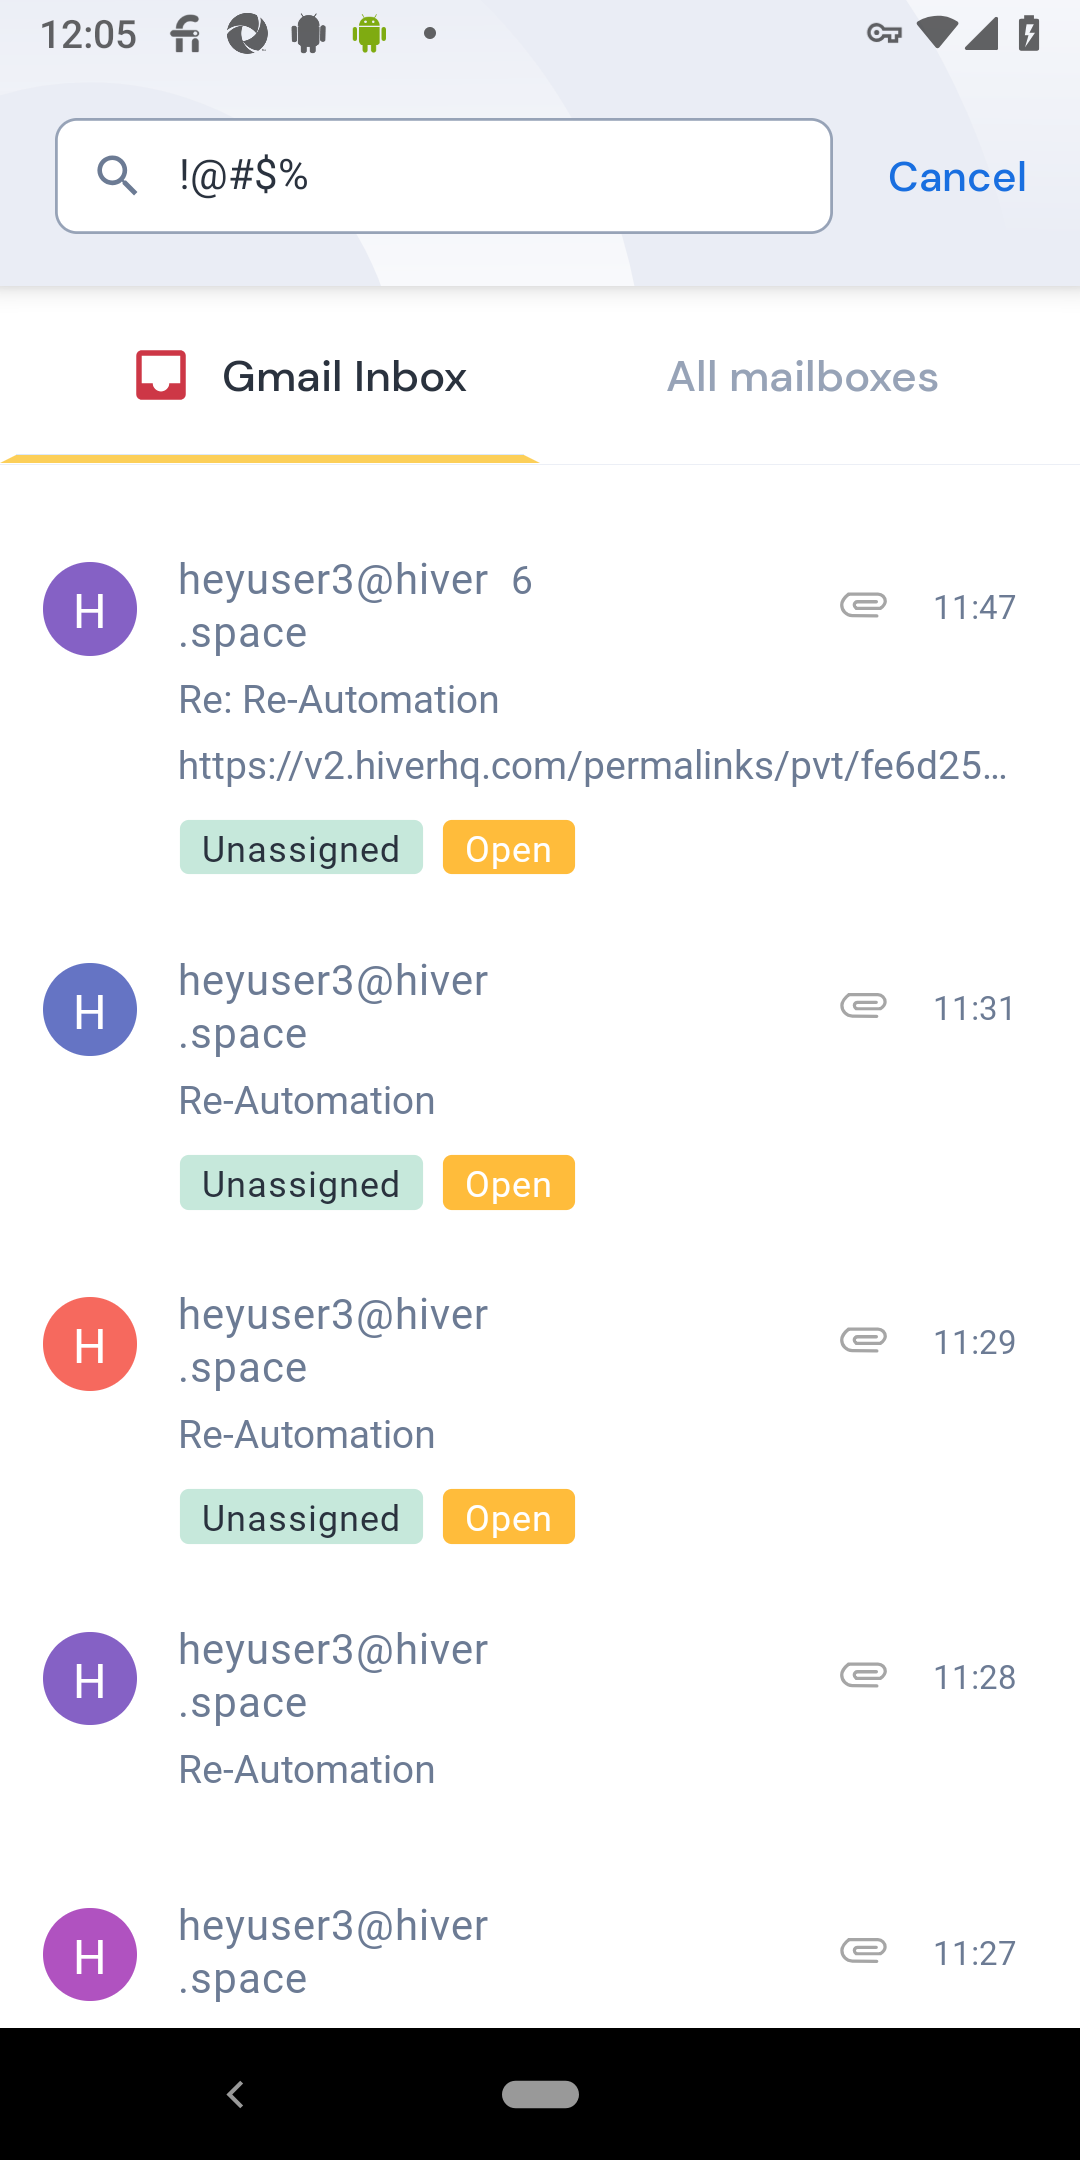 12:05
!@#$%
Cancel
Gmail Inbox
All mailboxes
H
heyuser3@hiver 6
.space
11:47
Re: Re-Automation
https://v2.hiverhq.com/permalinks/pvt/fe6d25...
Unassigned
Open
H
heyuser3@hiver
.space
11:31
Re-Automation
Unassigned
Open
H
heyuser3@hiver
.space
11:29
Re-Automation
Unassigned
Open
H
heyuser3@hiver
.space
11:28
Re-Automation
H
heyuser3@hiver
.space
11:27